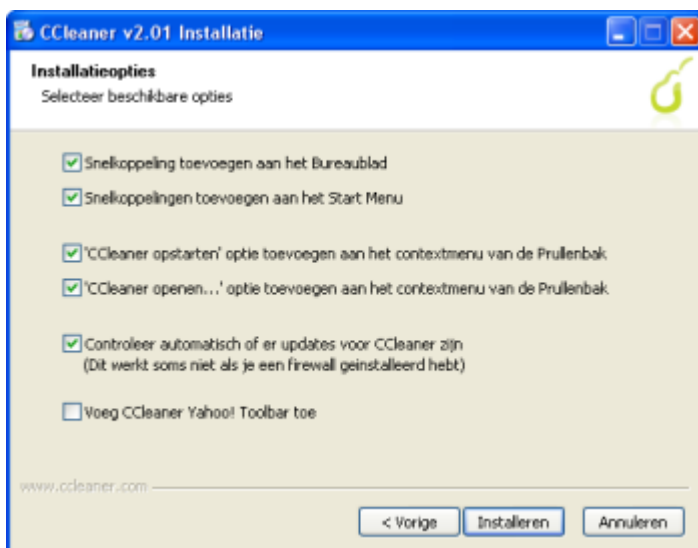 CCleaner v2.01 Installatie
Installatieopties
Selecteer beschikbare opties
Snelkoppeling toevoegen aan het Bureaublad
Snelkoppelingen toevoegen aan het Start Menu
'CCleaner opstarten' optie toevoegen aan het contextmenu van de Prullenbak
'CCleaner openen...' optie toevoegen aan het contextmenu van de Prullenbak
Controleer automatisch of er updates voor CCleaner zijn
(Dit werkt soms niet als je een firewall geinstalleerd hebt)
Voeg CCleaner Yahoo! Toolbar toe
www.ccleaner.com
< Vorige Installeren Annuleren